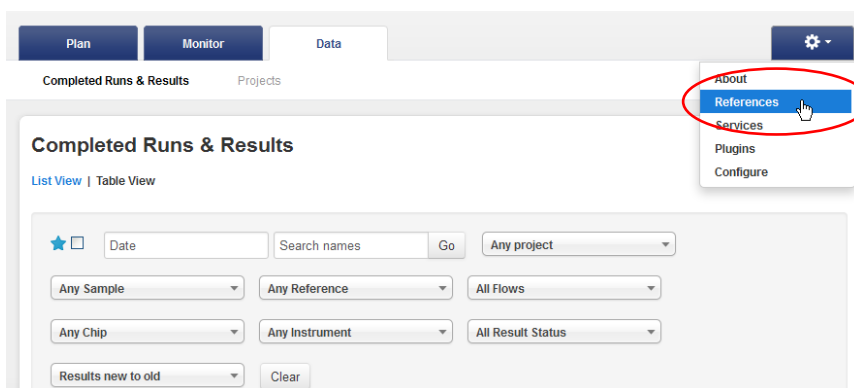 Plan Monitor Data
Completed Runs & Results Projects
About
References
Services
Plugins
Configure
Completed Runs & Results
List View | Table View
Date Search names Go Any project
Any Sample Any Reference All Flows
Any Chip Any Instrument All Result Status
Results new to old Clear